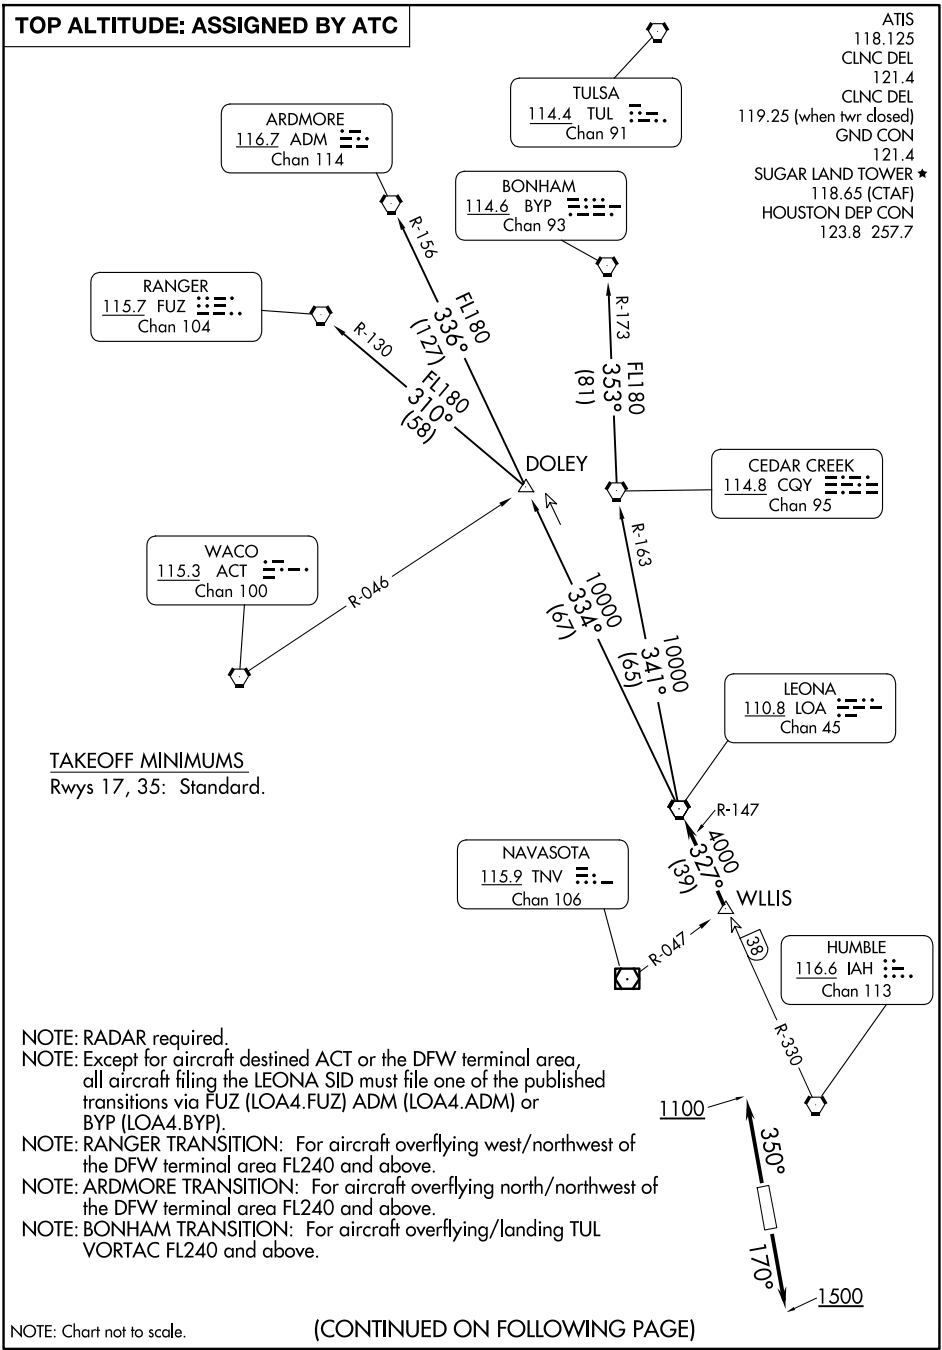 TOP ALTITUDE: ASSIGNED BY ATC
ATIS
118.125
CLNC DEL
121.4
CLNC DEL
119.25 (when twr closed)
GND CON
121.4
SUGAR LAND TOWER ★
118.65 (CTAF)
HOUSTON DEP CON
123.8 257.7
TULSA
114.4 TUL
Chan 91
ARDMORE
116.7 ADM
Chan 114
BONHAM
114.6 BYP
Chan 93
RANGER
115.7 FUZ
Chan 104
R-156
R-130
R-173
FL180
336°
(127)
FL180
310°
(58)
FL180
353°
(81)
DOLEY
CEDAR CREEK
114.8 CQY
Chan 95
WACO
115.3 ACT
Chan 100
R-046
R-163
10000
334°
(67)
10000
341°
(65)
LEONA
110.8 LOA
Chan 45
TAKEOFF MINIMUMS
Rwys 17, 35: Standard.
R-147
4000
327°
(39)
NAVASOTA
115.9 TNV
Chan 106
WLLIS
R-047
38
HUMBLE
116.6 IAH
Chan 113
R-330
NOTE: RADAR required.
NOTE: Except for aircraft destined ACT or the DFW terminal area,
all aircraft filing the LEONA SID must file one of the published
transitions via FUZ (LOA4.FUZ) ADM (LOA4.ADM) or
BYP (LOA4.BYP).
NOTE: RANGER TRANSITION: For aircraft overflying west/northwest of
the DFW terminal area FL240 and above.
NOTE: ARDMORE TRANSITION: For aircraft overflying north/northwest of
the DFW terminal area FL240 and above.
NOTE: BONHAM TRANSITION: For aircraft overflying/landing TUL
VORTAC FL240 and above.
1100
350°
170°
1500
NOTE: Chart not to scale.
(CONTINUED ON FOLLOWING PAGE)